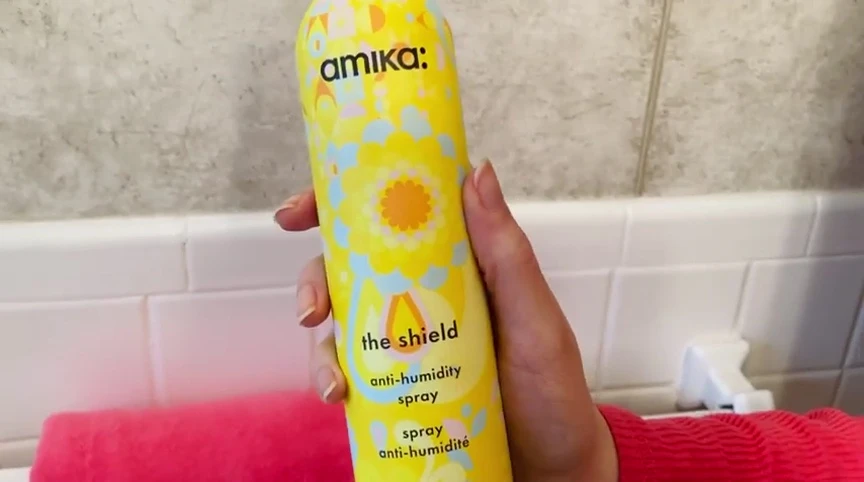 amika:
the shield
anti-humidity
spray
spray
anti-humidité